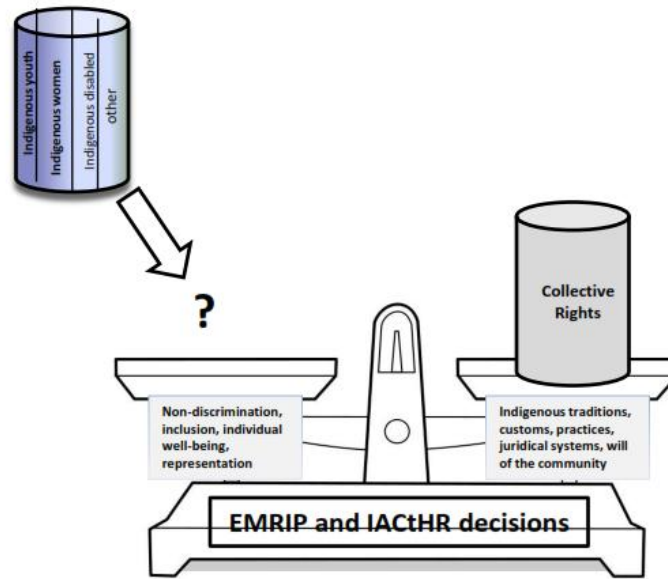 Indigenous youth
Indigenous women
Indigenous disabled
other
?
Collective
Rights
Non-discrimination,
inclusion, individual
well-being,
representation
Indigenous traditions,
customs, practices,
juridical systems, will
of the community
EMRIP and IACtHR decisions